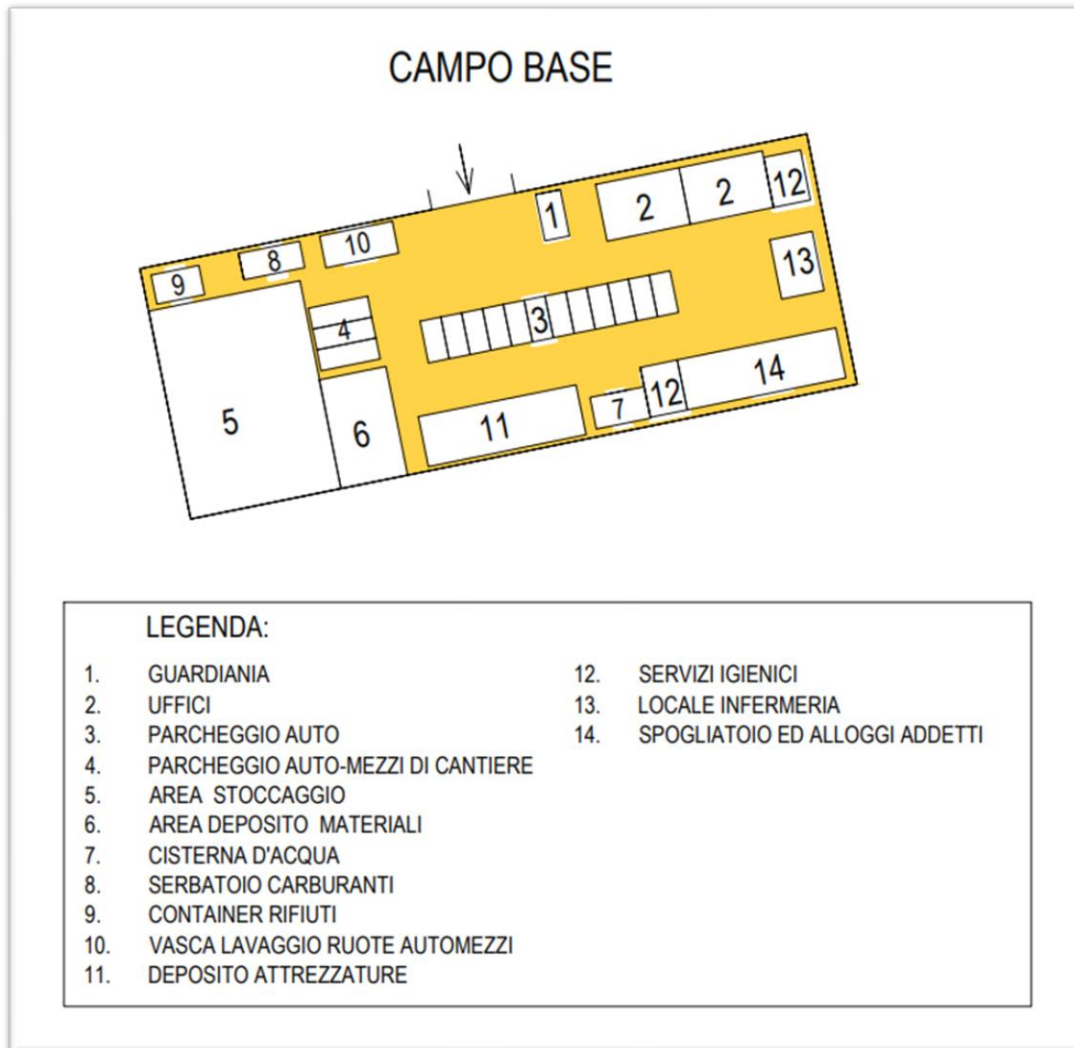 CAMPO BASE
1
2
2
12
10
8
9
13
3
4
14
12
7
5
6
11
LEGENDA:
1. GUARDIANIA
2. UFFICI
3. PARCHEGGIO AUTO
4. PARCHEGGIO AUTO-MEZZI DI CANTIERE
5. AREA STOCCAGGIO
6. AREA DEPOSITO MATERIALI
7. CISTERNA D'ACQUA
8. SERBATOIO CARBURANTI
9. CONTAINER RIFIUTI
10. VASCA LAVAGGIO RUOTE AUTOMEZZI
11. DEPOSITO ATTREZZATURE
12. SERVIZI IGIENICI
13. LOCALE INFERMERIA
14. SPOGLIATOIO ED ALLOGGI ADDETTI